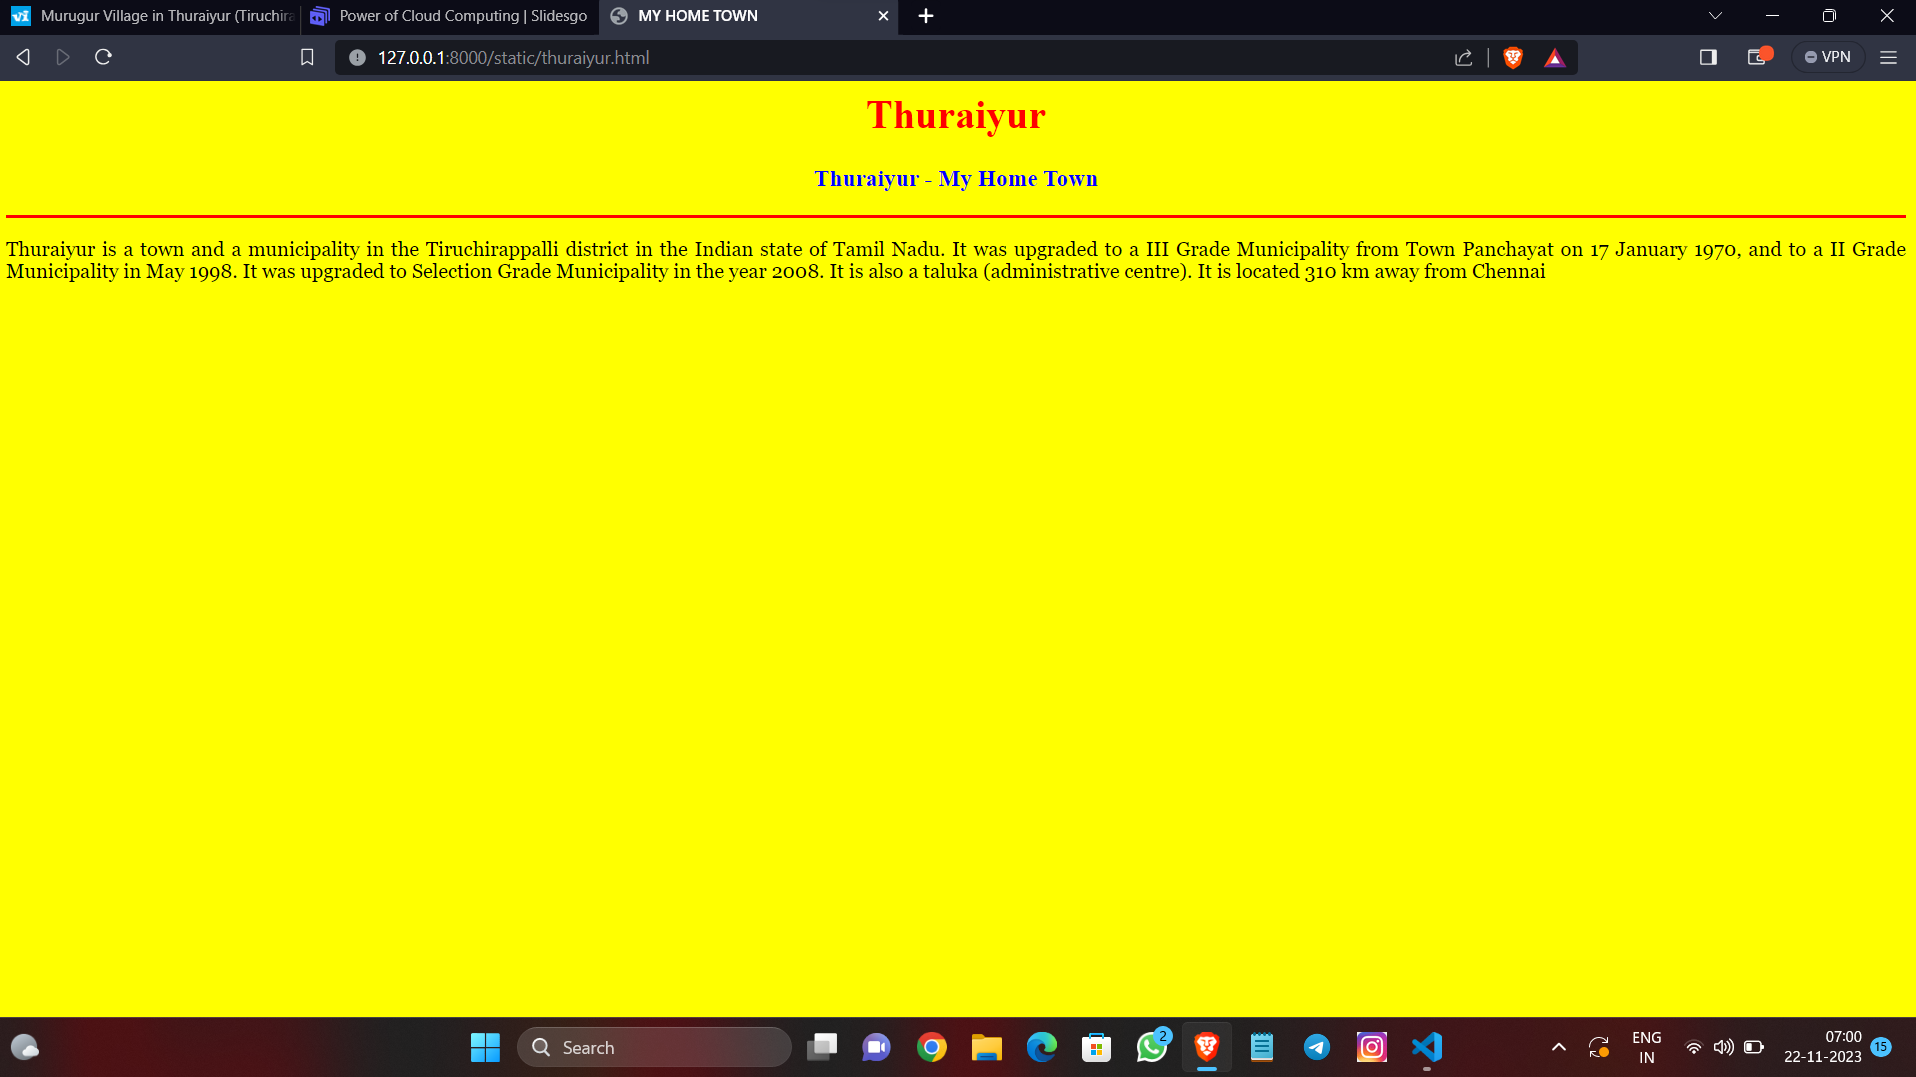 Murugur Village in Thuraiyur (Tiruchira
Power of Cloud Computing | Slidesgo
MY HOME TOWN
127.0.0.1:8000/static/thuraiyur.html
VPN
Thuraiyur
Thuraiyur - My Home Town
Thuraiyur is a town and a municipality in the Tiruchirappalli district in the Indian state of Tamil Nadu. It was upgraded to a III Grade Municipality from Town Panchayat on 17 January 1970, and to a II Grade
Municipality in May 1998. It was upgraded to Selection Grade Municipality in the year 2008. It is also a taluka (administrative centre). It is located 310 km away from Chennai
Search
2
ENG
IN
07:00
22-11-2023
15